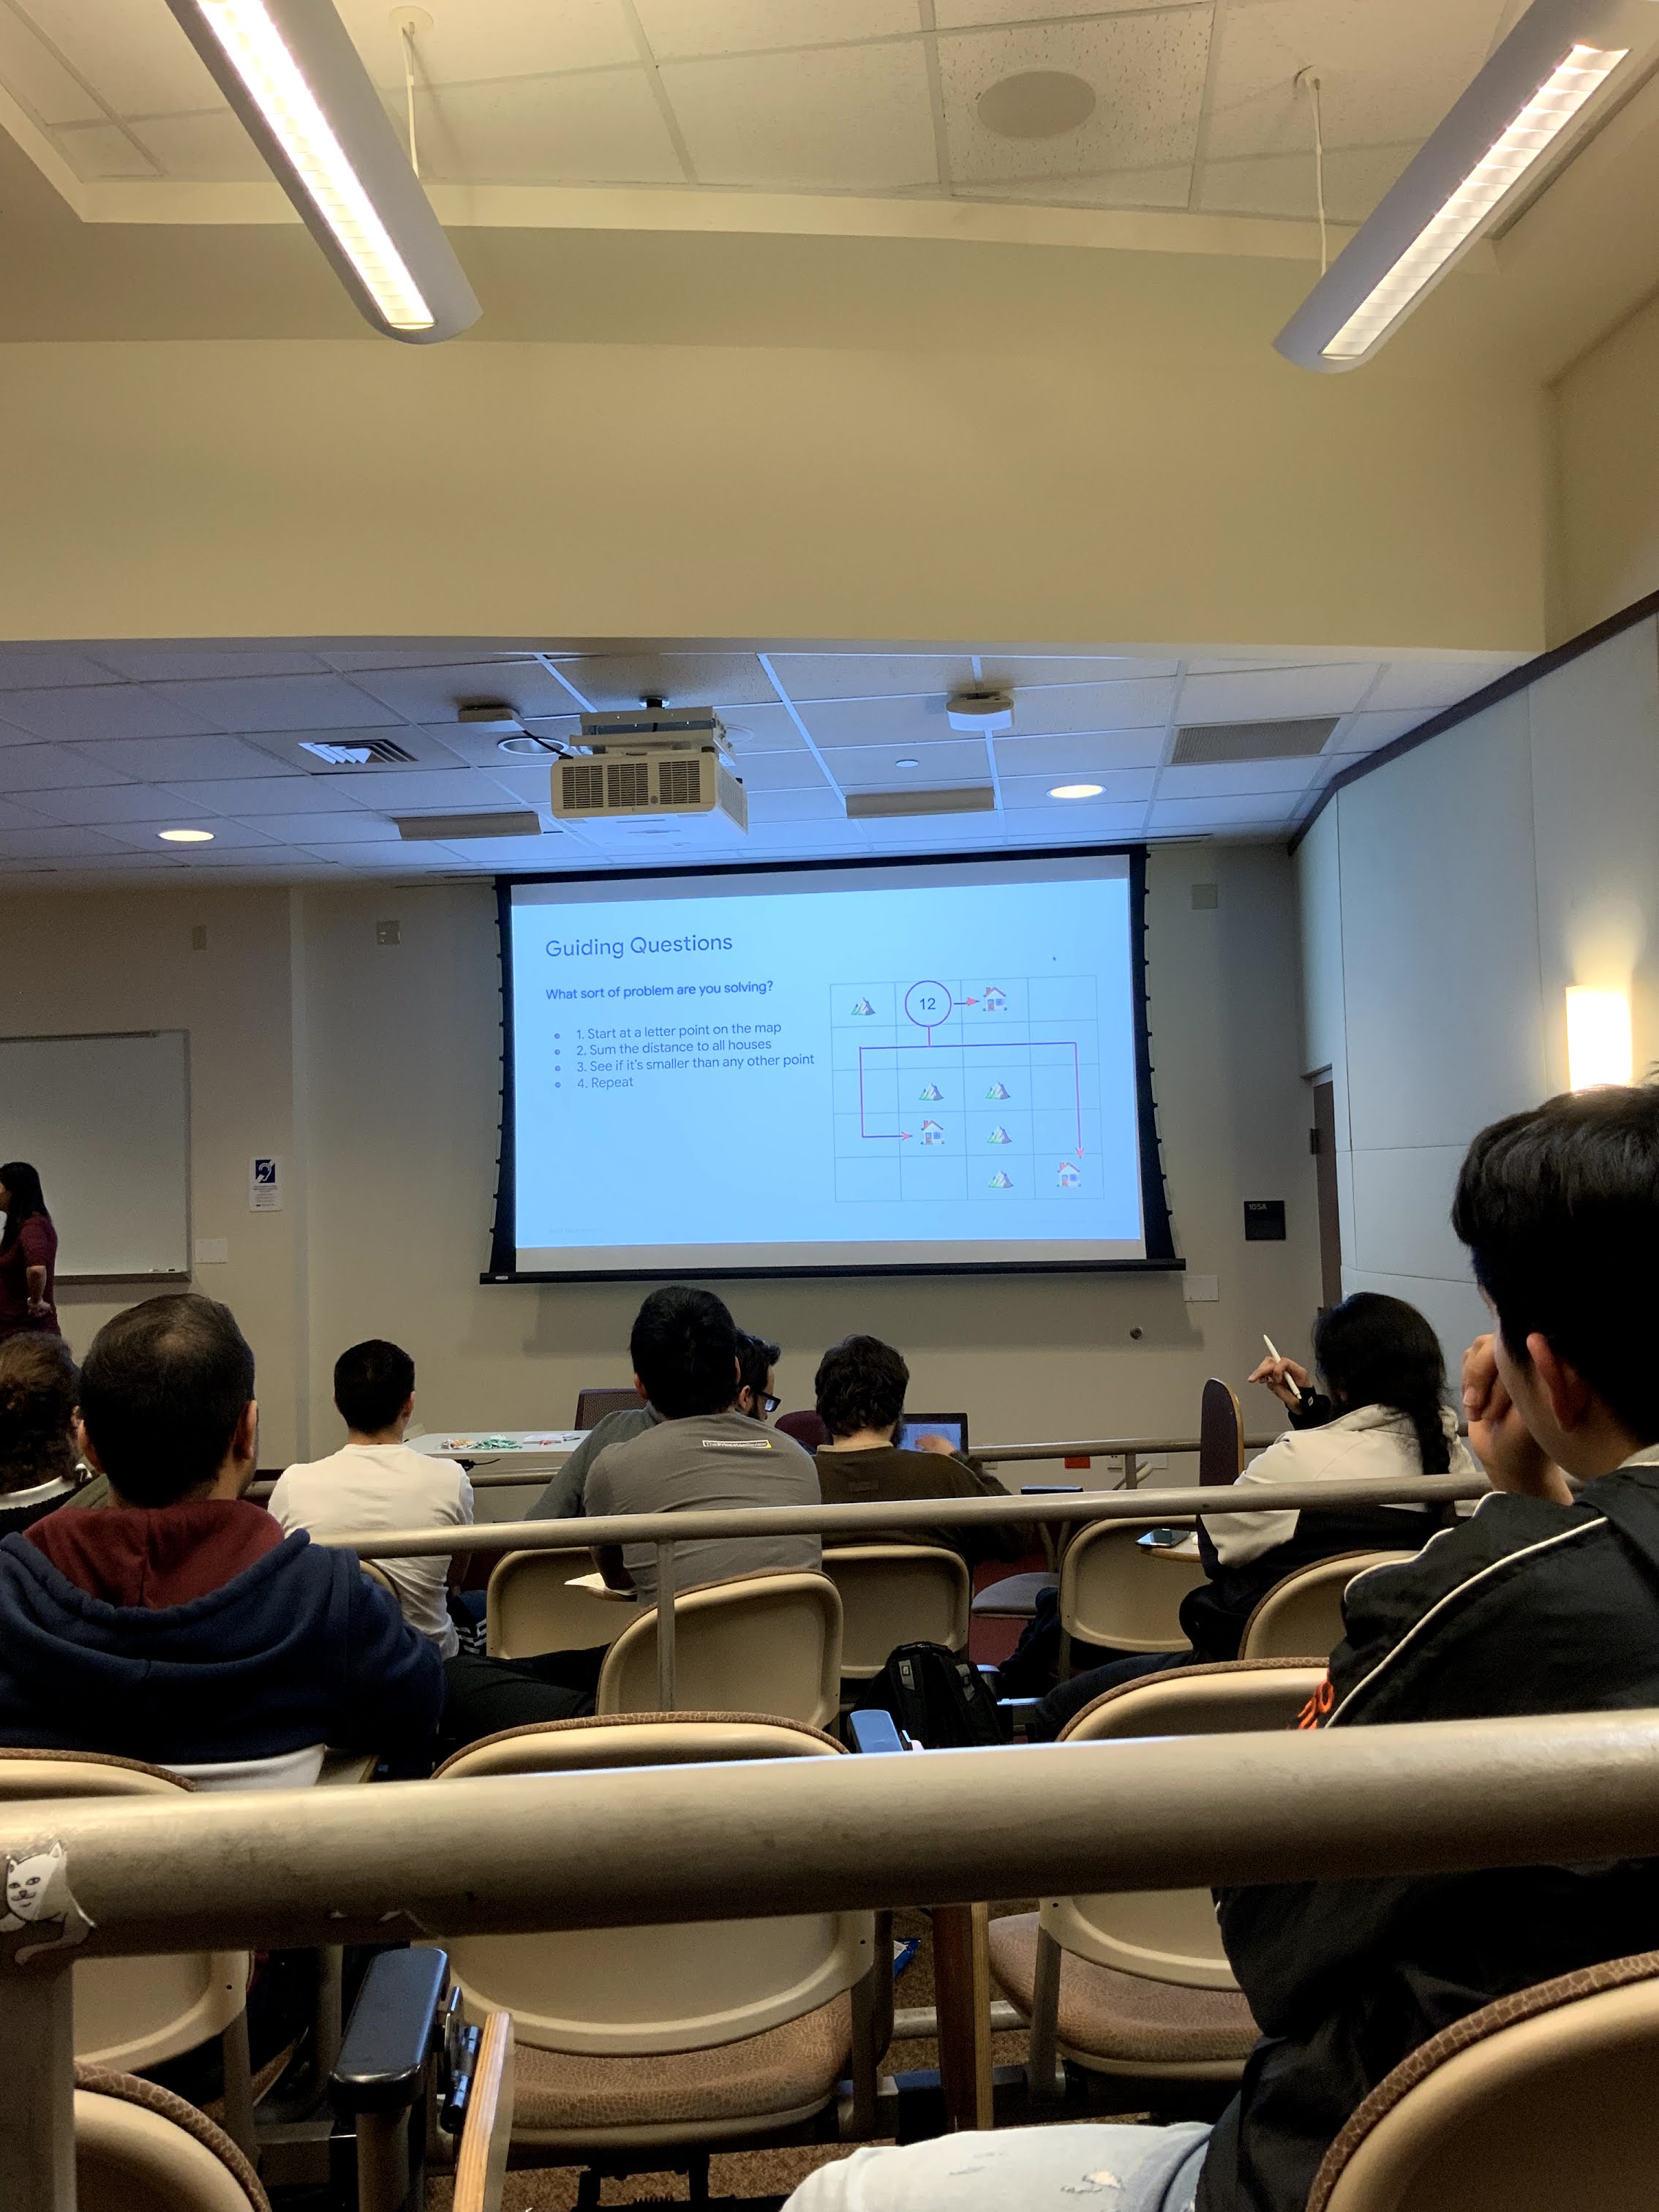 Guiding Questions
What sort of problem are you solving?
1. Start at a letter point on the map
2. Sum the distance to all houses
3. See if it's smaller than any other point
4. Repeat
12
105A